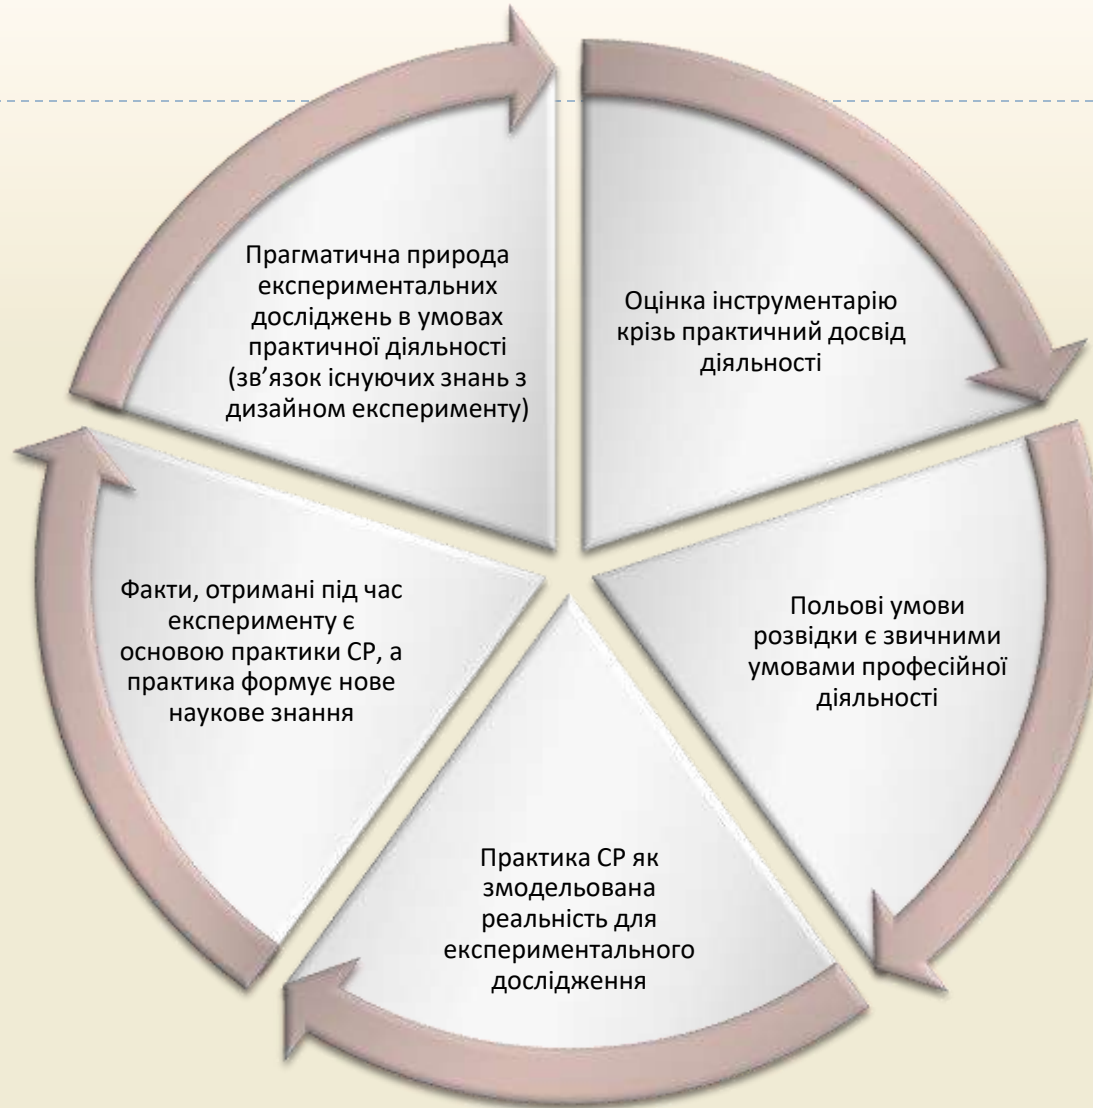 Прагматична природа
експериментальних
досліджень в умовах
практичної діяльності
(зв’язок існуючих знань з
дизайном експерименту)
Оцінка інструментарію
крізь практичний досвід
діяльності
Польові умови
розвідки є звичними
умовами професійної
діяльності
Практика СР як
змодельована
реальність для
експериментального
дослідження
Факти, отримані під час
експерименту є
основою практики СР, а
практика формує нове
наукове знання